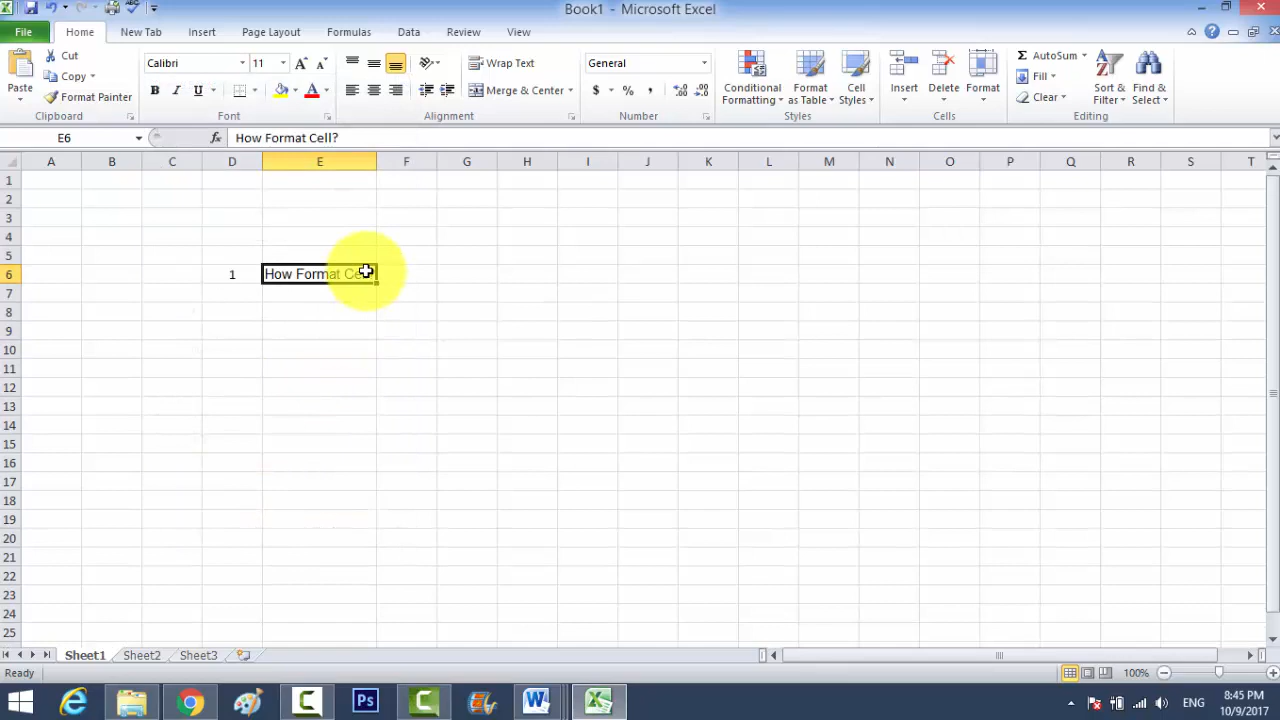 Book1 - Microsoft Excel
File Home New Tab Insert Page Layout Formulas Data Review View
Cut
Copy
Format Painter
Paste
Clipboard
Calibri 11
B I U
Font
Wrap Text
Merge & Center
Alignment
General
$ % ,
Number
Conditional Formatting
Format as Table
Cell Styles
Styles
Insert Delete Format
Cells
AutoSum
Fill
Clear
Sort & Filter
Find & Select
Editing
E6 fx How Format Cell?
A B C D E F G H I J K L M N O P Q R S T
1
2
3
4
5
6 1 How Format Cell?
7
8
9
10
11
12
13
14
15
16
17
18
19
20
21
22
23
24
25
Sheet1 Sheet2 Sheet3
Ready 100%
ENG 8:45 PM
10/9/2017